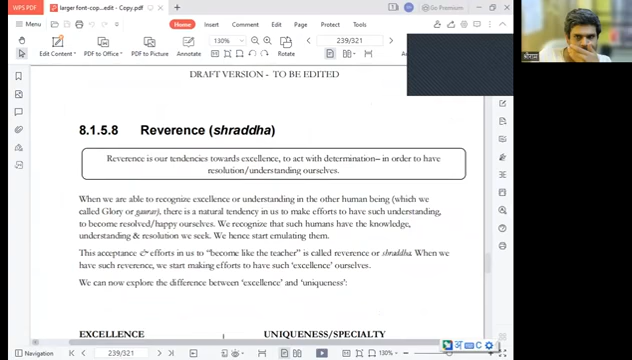 WPS PDF
larger font-cop...edit - Copy.pdf
Go Premium
Menu
Home
Insert
Comment
Edit
Page
Protect
Tools
130%
239/321
Edit Content
PDF to Office
PDF to Picture
Annotate
Rotate
DRAFT VERSION - TO BE EDITED
8.1.5.8 Reverence (shraddha)
Reverence is our tendencies towards excellence, to act with determination– in order to have
resolution/understanding ourselves.
When we are able to recognize excellence or understanding in the other human being (which we
called Glory or gaurav), there is a natural tendency in us to make efforts to have such understanding,
to become resolved/happy ourselves. We recognize that such humans have the knowledge,
understanding & resolution we seek. We hence start emulating them.
This acceptance & efforts in us to "become like the teacher" is called reverence or shraddha. When we
have such reverence, we start making efforts to have such 'excellence' ourselves.
We can now explore the difference between 'excellence' and 'uniqueness':
EXCELLENCE
UNIQUENESS/SPECIALTY
Navigation
239/321
130%